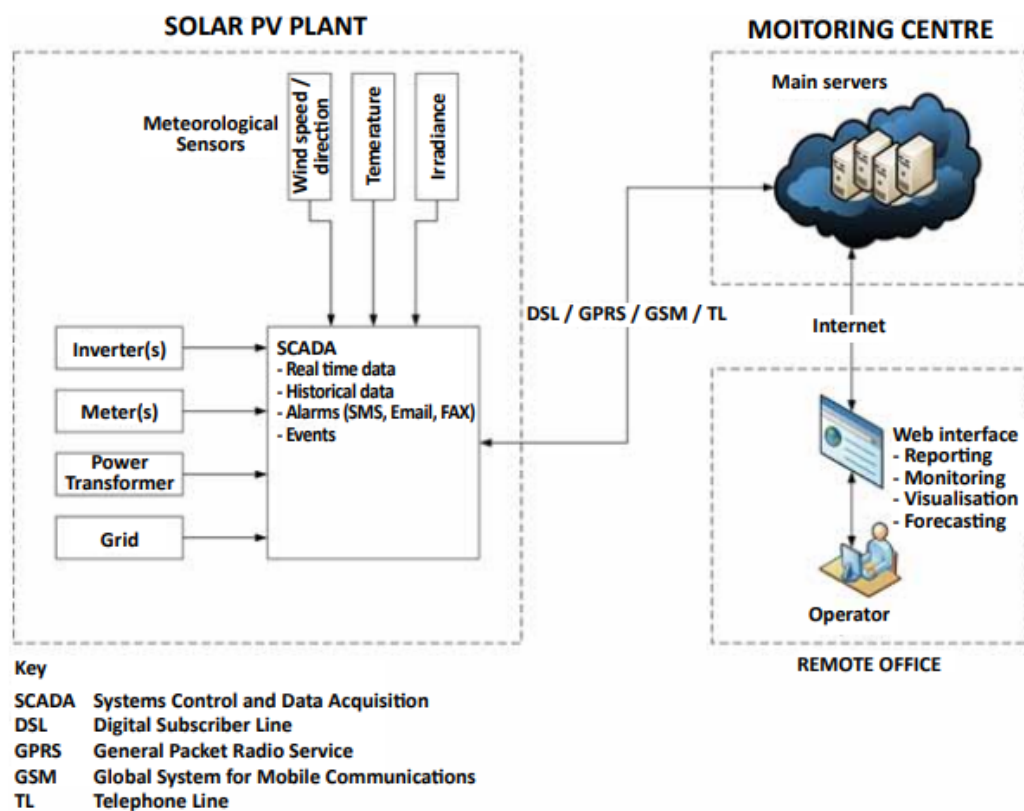 SOLAR PV PLANT
Meteorological
Sensors
Wind speed /
direction
Temerature
Irradiance
Inverter(s)
Meter(s)
Power
Transformer
Grid
SCADA
- Real time data
- Historical data
- Alarms (SMS, Email, FAX)
- Events
DSL / GPRS / GSM / TL
MOITORING CENTRE
Main servers
Internet
Web interface
- Reporting
- Monitoring
- Visualisation
- Forecasting
Operator
REMOTE OFFICE
Key
SCADA Systems Control and Data Acquisition
DSL Digital Subscriber Line
GPRS General Packet Radio Service
GSM Global System for Mobile Communications
TL Telephone Line